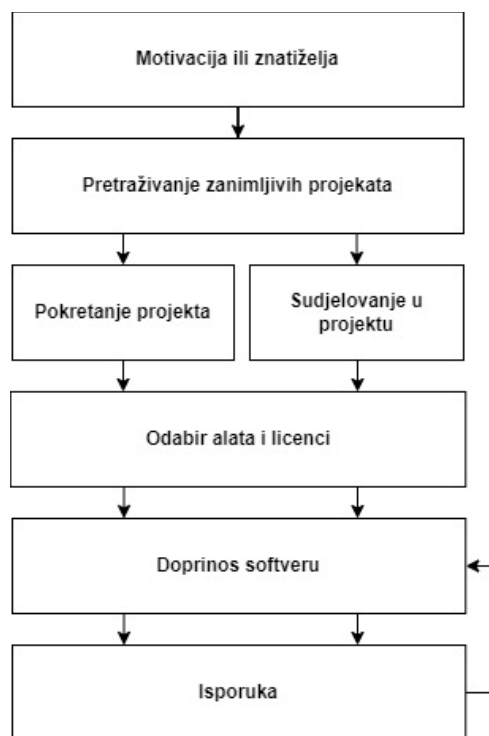 Motivacija ili znatiželja
Pretraživanje zanimljivih projekata
Pokretanje projekta
Sudjelovanje u
projektu
Odabir alata i licenci
Doprinos softveru
Isporuka